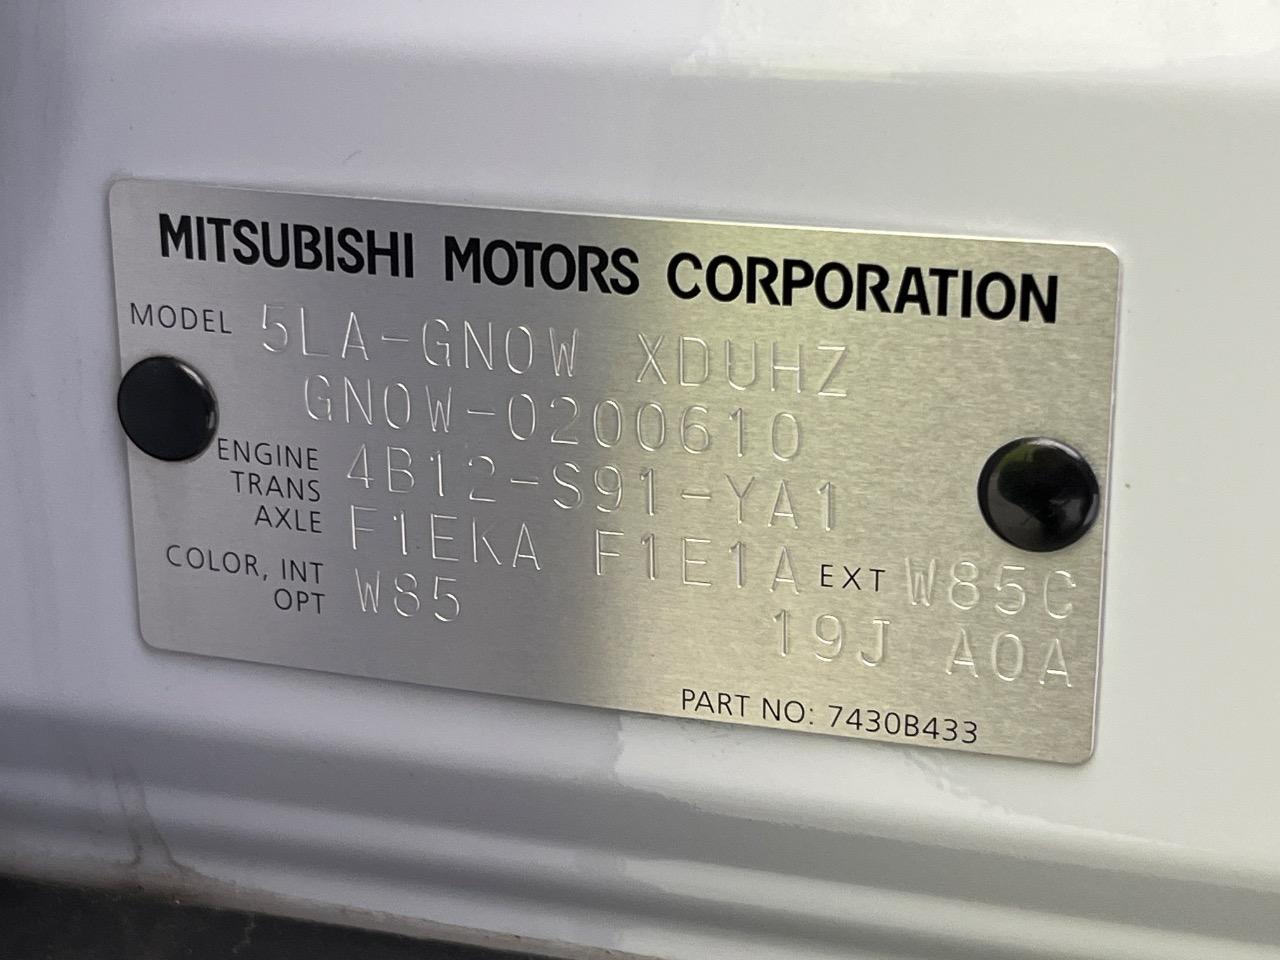 MITSUBISHI MOTORS CORPORATION
MODEL 5LA-GN0W XDUHZ
GN0W-0200610
ENGINE 4B12-S91-YA1
TRANS
AXLE F1EKA F1E1A
COLOR, INT W85 EXT W85C
OPT 19J A0A
PART NO: 7430B433